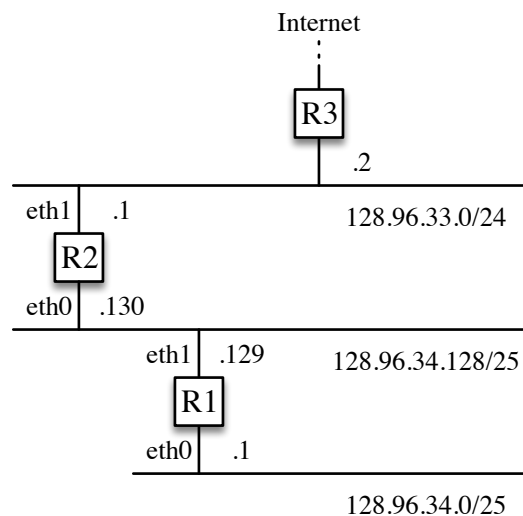 Internet
R3
.2
eth1 .1 128.96.33.0/24
R2
eth0 .130
eth1 .129 128.96.34.128/25
R1
eth0 .1
128.96.34.0/25